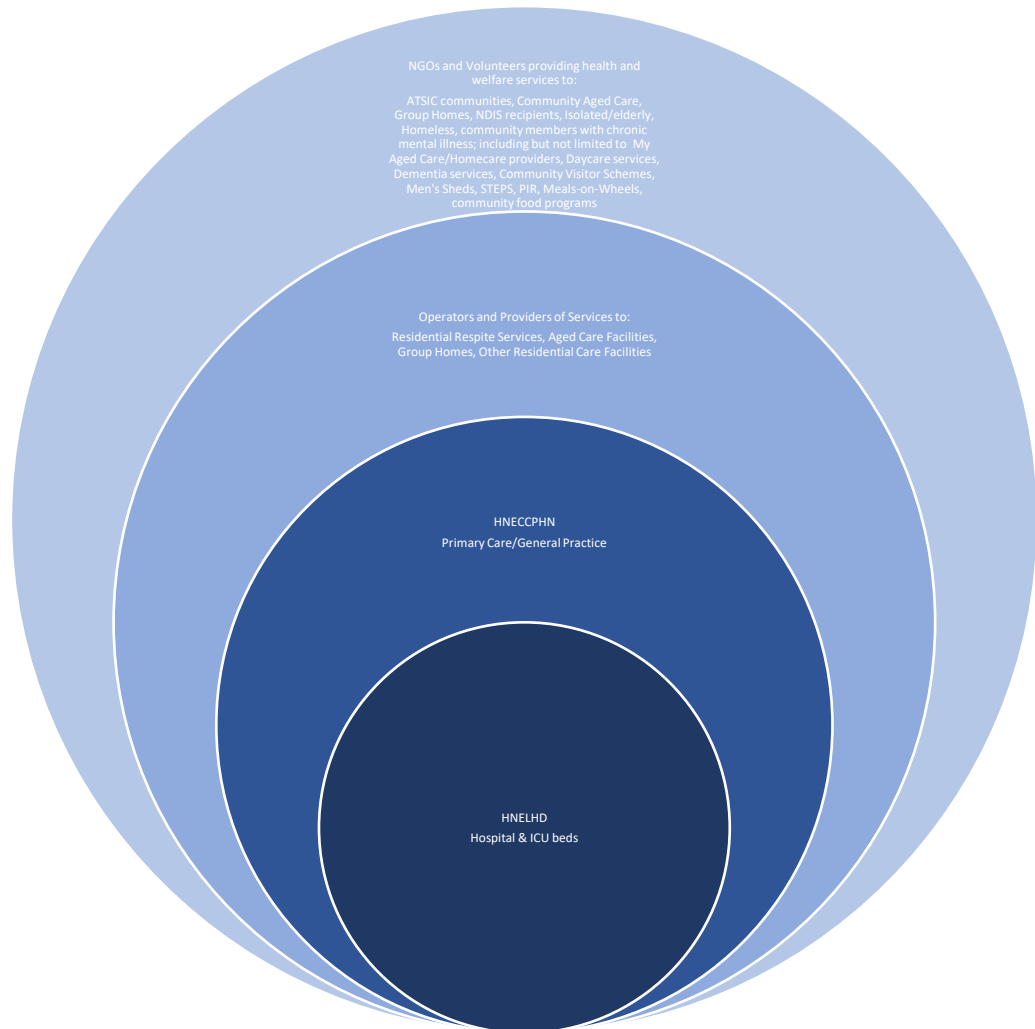 NGOs and Volunteers providing health and
welfare services to:
ATSIC communities, Community Aged Care,
Group Homes, NDIS recipients, Isolated/elderly,
Homeless, community members with chronic
mental illness; including but not limited to  My
Aged Care/Homecare providers, Daycare services,
Dementia services, Community Visitor Schemes,
Men's Sheds, STEPS, PIR, Meals-on-Wheels,
community food programs
Operators and Providers of Services to:
Residential Respite Services, Aged Care Facilities,
Group Homes, Other Residential Care Facilities
HNECCPHN
Primary Care/General Practice
HNELHD
Hospital & ICU beds